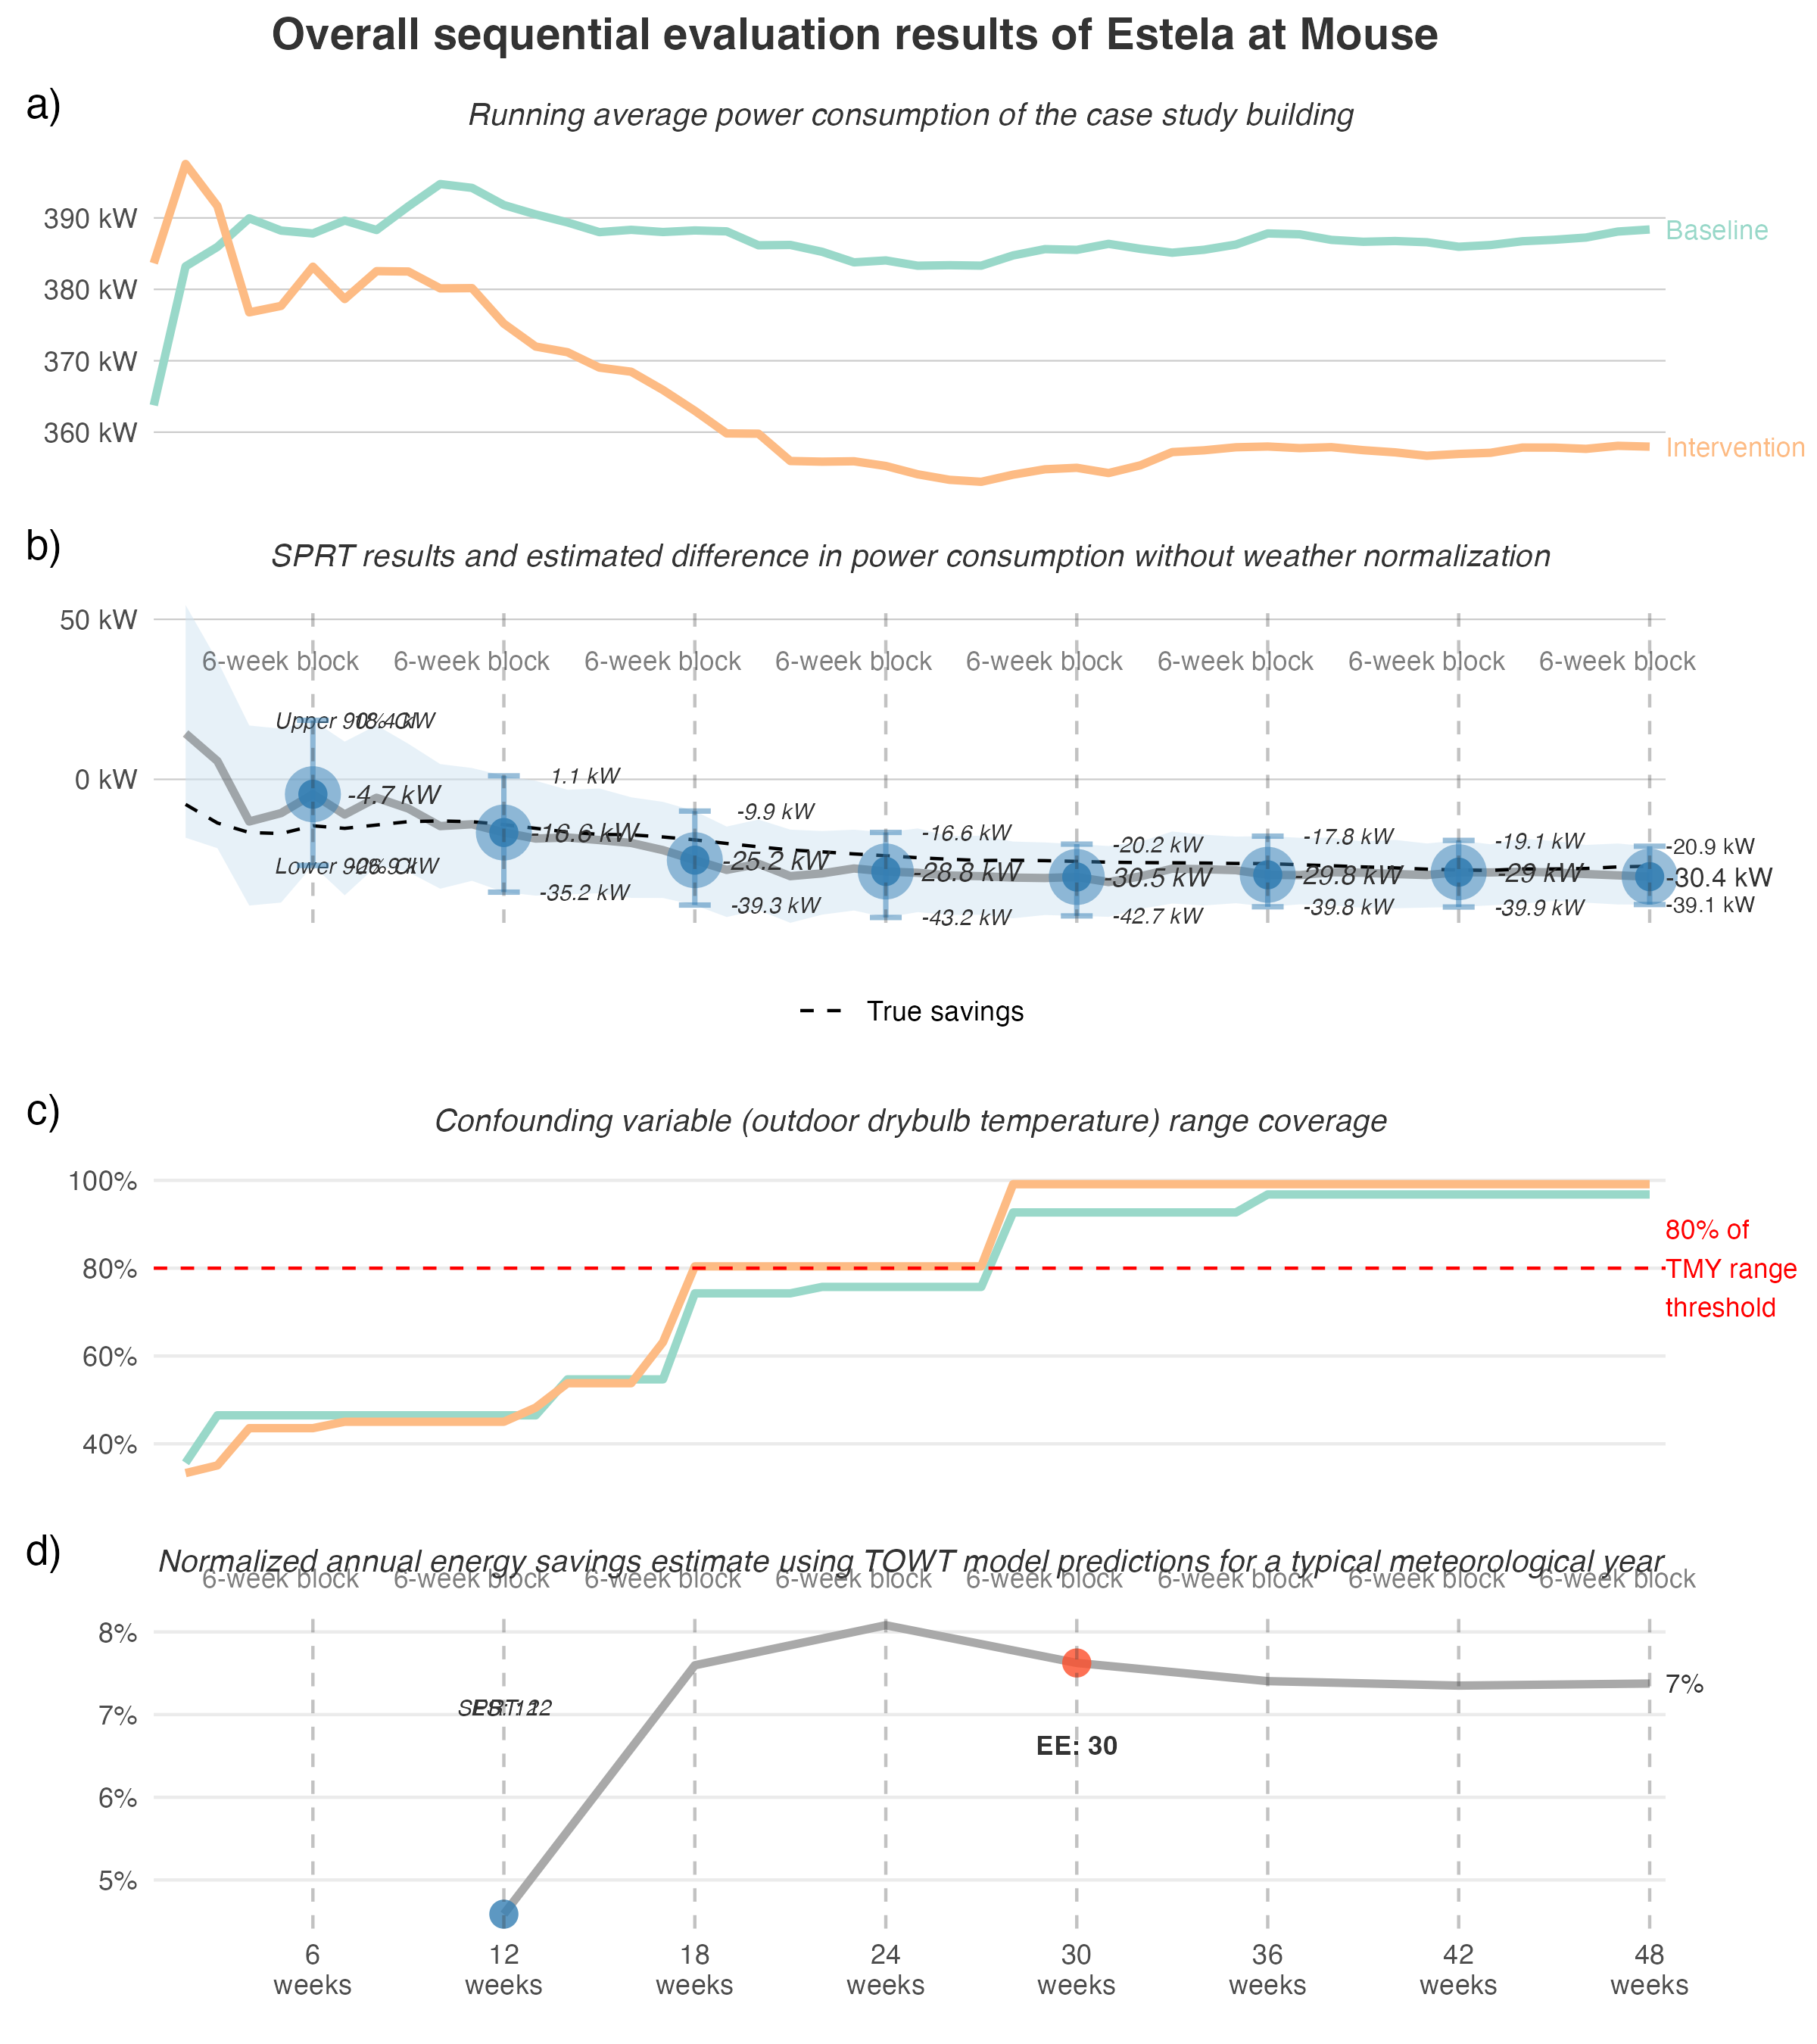 Overall sequential evaluation results of Estela at Mouse
a)
Running average power consumption of the case study building
390 kW
380 kW
370 kW
360 kW
Baseline
Intervention
b)
SPRT results and estimated difference in power consumption without weather normalization
50 kW
0 kW
6-week block 6-week block 6-week block 6-week block 6-week block 6-week block 6-week block 6-week block
Upper 90% CI
18.4 kW
-4.7 kW
Lower 90% CI
1.1 kW
-16.6 kW
-35.2 kW
-9.9 kW
-25.2 kW
-39.3 kW
-16.6 kW
-28.8 kW
-43.2 kW
-20.2 kW
-30.5 kW
-42.7 kW
-17.8 kW
-29.8 kW
-39.8 kW
-19.1 kW
-29 kW
-39.9 kW
-20.9 kW
-30.4 kW
-39.1 kW
True savings
c)
Confounding variable (outdoor drybulb temperature) range coverage
100%
80%
60%
40%
80% of
TMY range
threshold
d)
Normalized annual energy savings estimate using TOWT model predictions for a typical meteorological year
6-week block 6-week block 6-week block 6-week block 6-week block 6-week block 6-week block 6-week block
8%
7%
6%
5%
EE: 30
7%
6 weeks
12 weeks
18 weeks
24 weeks
30 weeks
36 weeks
42 weeks
48 weeks